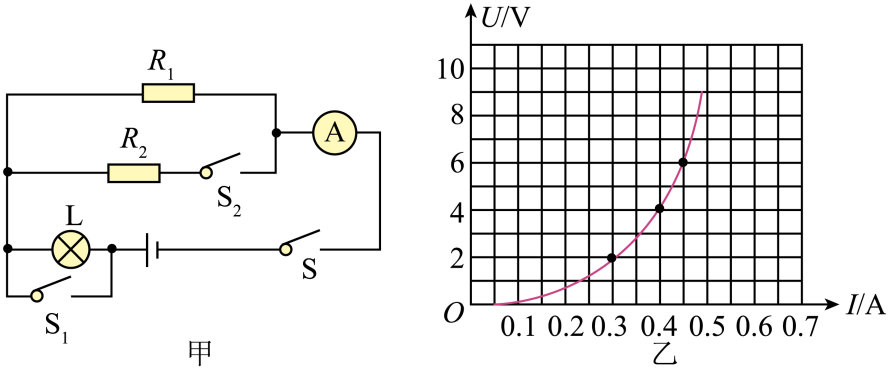 R₁
A
R₂
S₂
L
S
S₁
甲
U/V
10
8
6
4
2
O
0.1 0.2 0.3 0.4 0.5 0.6 0.7
I/A
乙